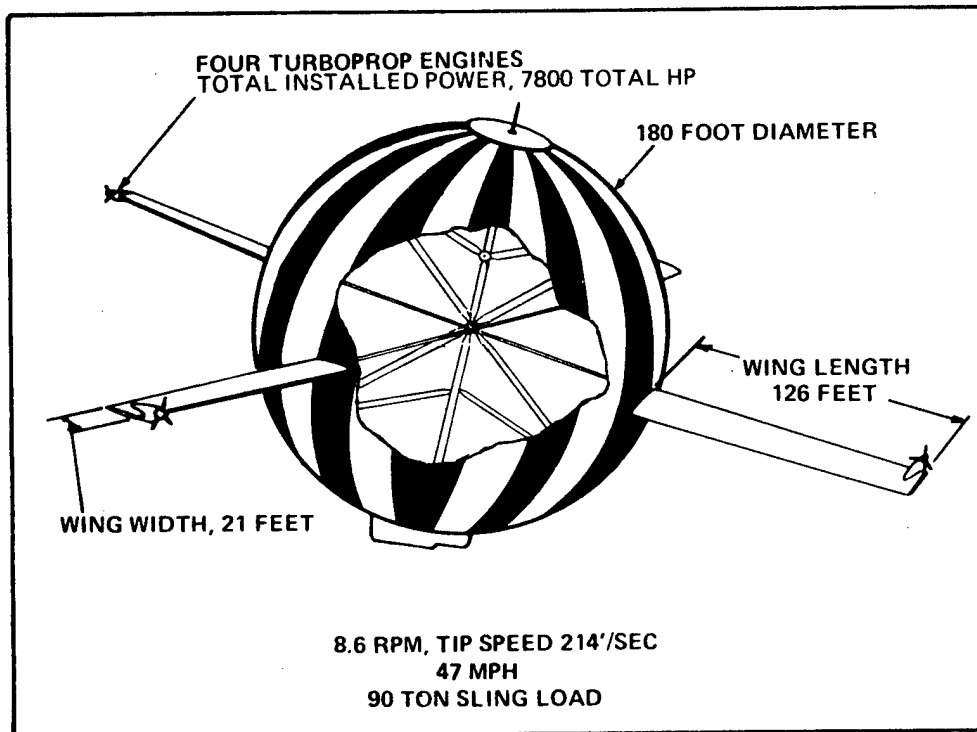 FOUR TURBOPROP ENGINES
TOTAL INSTALLED POWER, 7800 TOTAL HP
180 FOOT DIAMETER
WING LENGTH
126 FEET
WING WIDTH, 21 FEET
8.6 RPM, TIP SPEED 214'/SEC
47 MPH
90 TON SLING LOAD